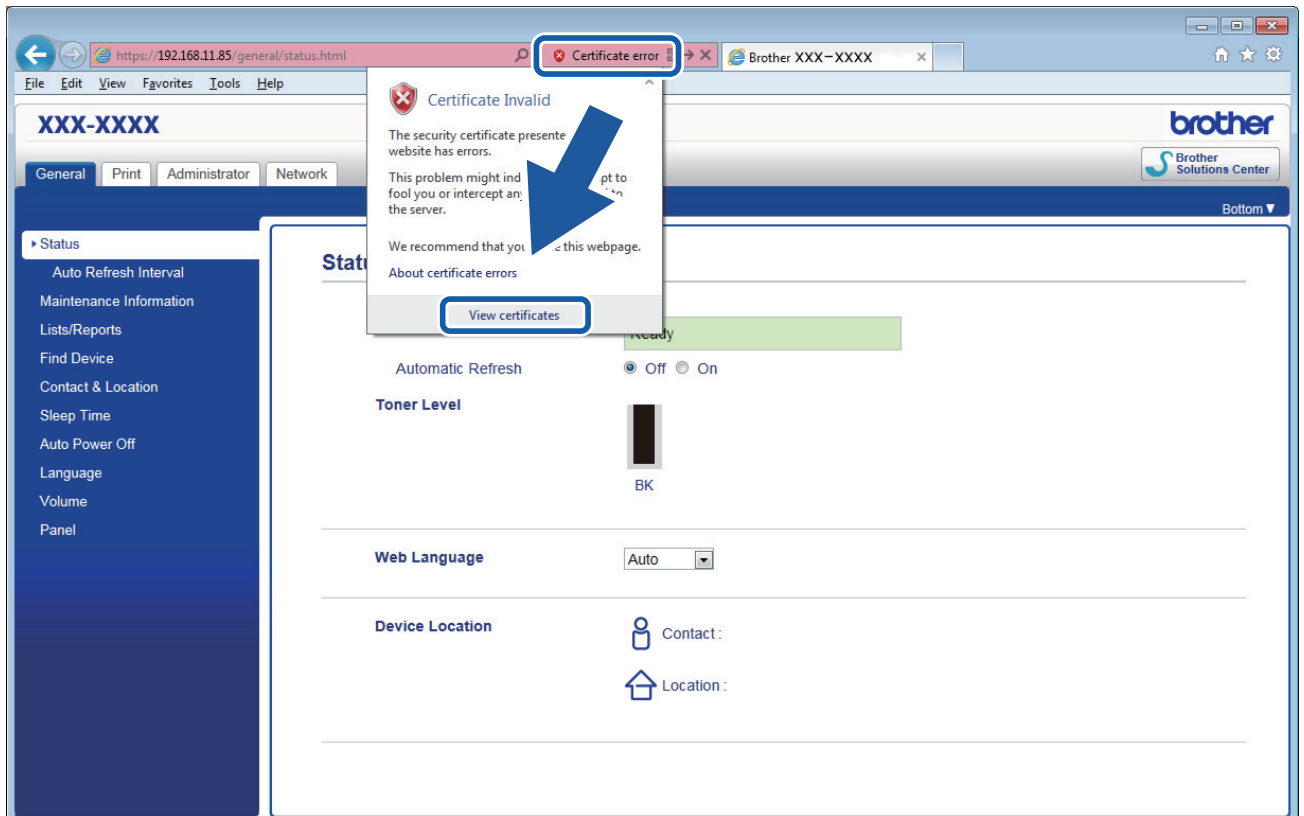 https://192.168.11.85/general/status.html
Certificate error
Brother XXX-XXXX
File Edit View Favorites Tools Help
Certificate Invalid
The security certificate presente
website has errors.
This problem might ind pt to
fool you or intercept an to
the server.
We recommend that you this webpage.
About certificate errors
View certificates
XXX-XXXX
brother
General Print Administrator Network
Brother
Solutions Center
Bottom▼
Status
Auto Refresh Interval
Maintenance Information
Lists/Reports
Find Device
Contact & Location
Sleep Time
Auto Power Off
Language
Volume
Panel
Statu
Ready
Automatic Refresh Off On
Toner Level
BK
Web Language Auto
Device Location Contact :
Location :